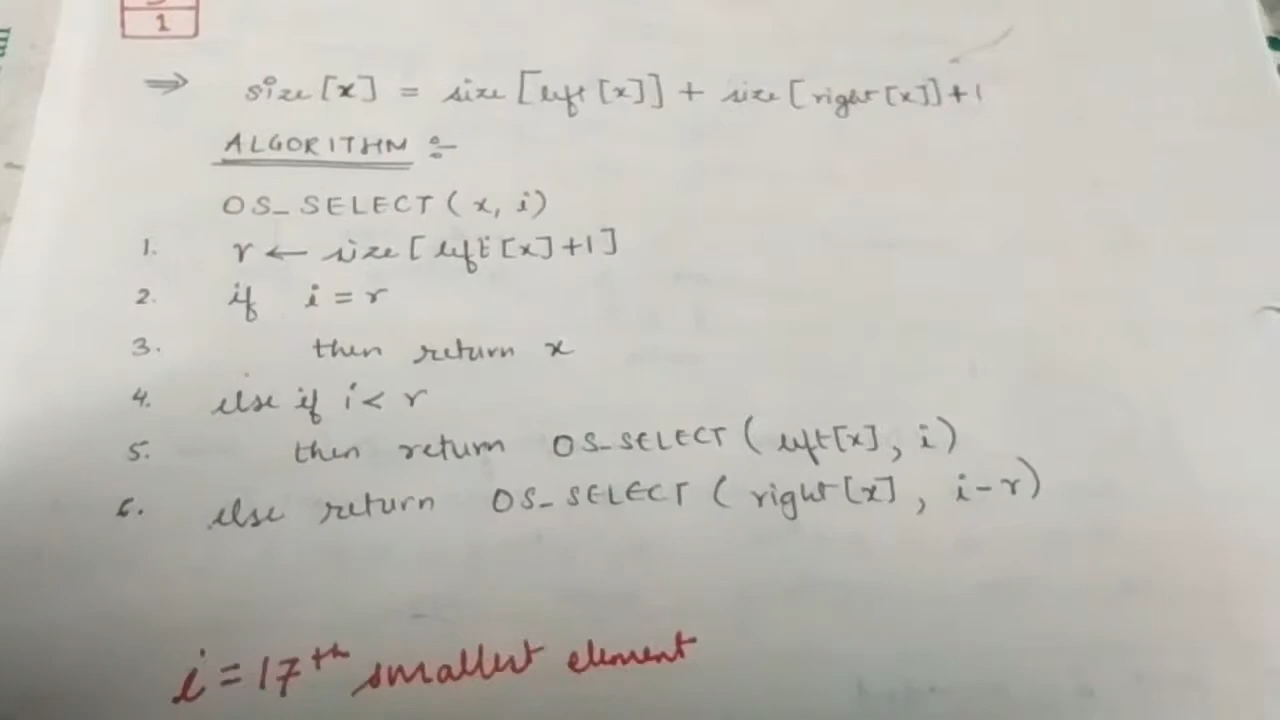 1
⇒ size [x] = size [left [x]] + size [right [x]] + 1
ALGORITHM :-
OS_SELECT ( x, i )
1. r ← size [ left [x] + 1 ]
2. if i = r
3. then return x
4. else if i < r
5. then return OS_SELECT ( left [x] , i )
6. else return OS_SELECT ( right [x] , i - r )
i = 17th smallest element